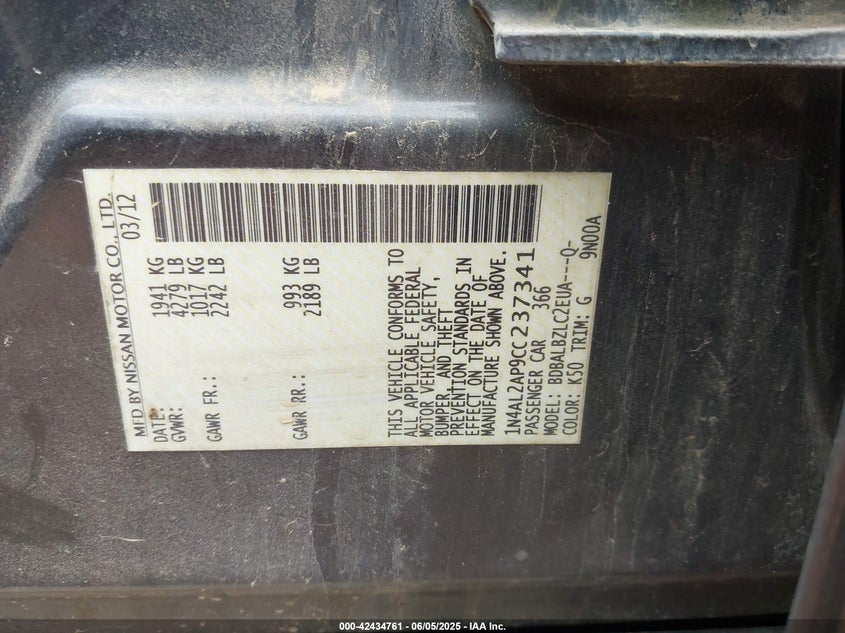 MFD BY NISSAN MOTOR CO., LTD.
DATE: 03/12
GVWR: 1941 KG
4279 LB
GAWR FR.: 1017 KG
2242 LB
GAWR RR.: 993 KG
2189 LB
THIS VEHICLE CONFORMS TO
ALL APPLICABLE FEDERAL
MOTOR VEHICLE SAFETY,
BUMPER, AND THEFT
PREVENTION STANDARDS IN
EFFECT ON THE DATE OF
MANUFACTURE SHOWN ABOVE.
1N4AL2AP9CC237341
PASSENGER CAR 366
MODEL: BDBALBZLC2EUA---Q-
COLOR: K50 TRIM: G 9N00A
000-42434761 - 06/05/2025 - IAA Inc.